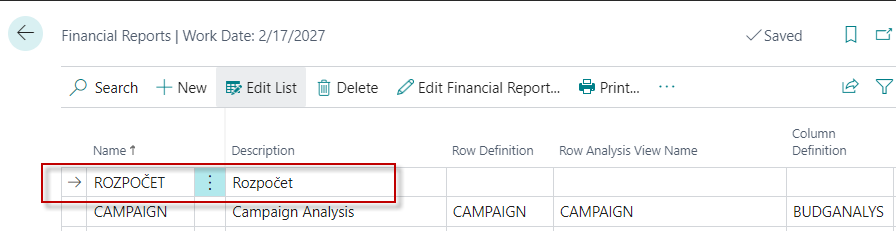 Financial Reports | Work Date: 2/17/2027
Saved
Search New Edit List Delete Edit Financial Report... Print... ...
Name ↑ Description Row Definition Row Analysis View Name Column Definition
ROZPOČET Rozpočet
CAMPAIGN Campaign Analysis CAMPAIGN CAMPAIGN BUDGANALYS